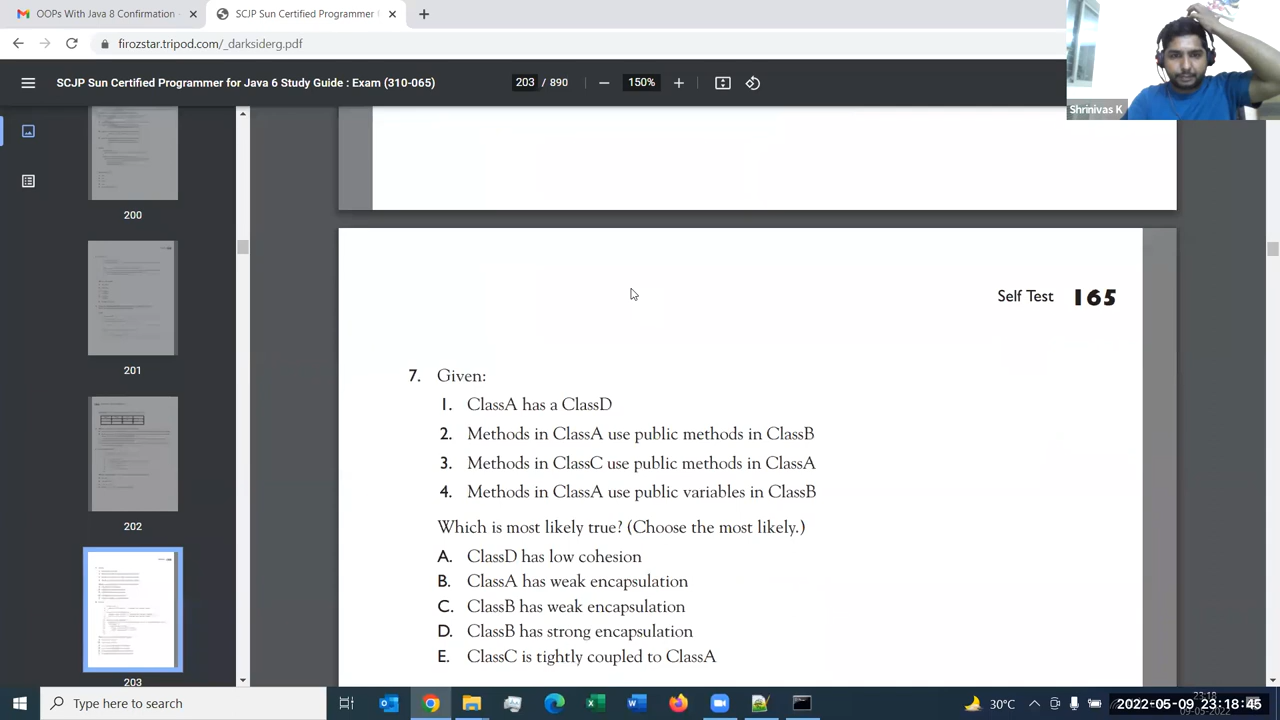 OOPs With Java 8 Confirmation -
SCJP Sun Certified Programmer
firozstar.tripod.com/_darksiderg.pdf
SCJP Sun Certified Programmer for Java 6 Study Guide : Exam (310-065)
203 / 890
150%
Shrinivas K
200
201
202
203
Self Test 165
7. Given:
1. ClassA has a ClassD
2. Methods in ClassA use public methods in ClassB
3. Methods in ClassC use public methods in ClassA
4. Methods in ClassA use public variables in ClassB
Which is most likely true? (Choose the most likely.)
A. ClassD has low cohesion
B. ClassA has weak encapsulation
C. ClassB has weak encapsulation
D. ClassB has strong encapsulation
E. ClassC is tightly coupled to ClassA
Type here to search
30°C
23:18
2022-05-09 23:18:45
09-05-2022